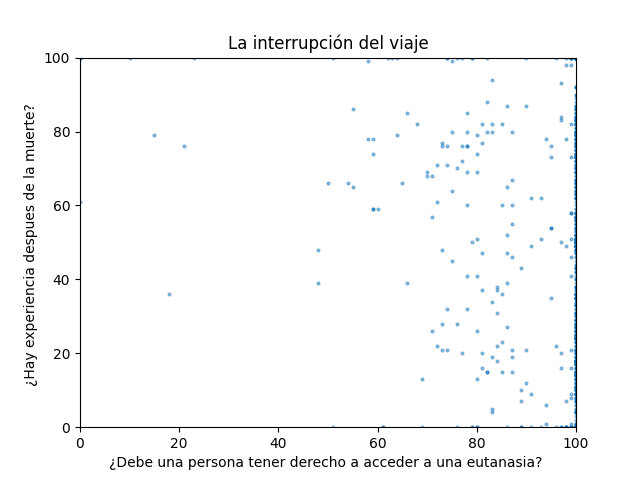 La interrupción del viaje
¿Hay experiencia despues de la muerte?
100
80
60
40
20
0
0 20 40 60 80 100
¿Debe una persona tener derecho a acceder a una eutanasia?